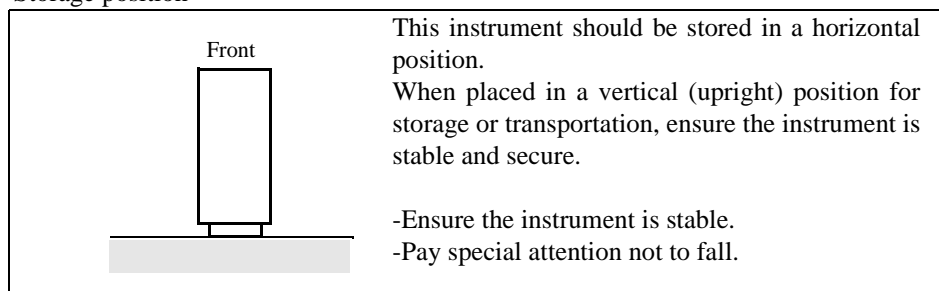 Storage position
Front
This instrument should be stored in a horizontal
position.
When placed in a vertical (upright) position for
storage or transportation, ensure the instrument is
stable and secure.
-Ensure the instrument is stable.
-Pay special attention not to fall.